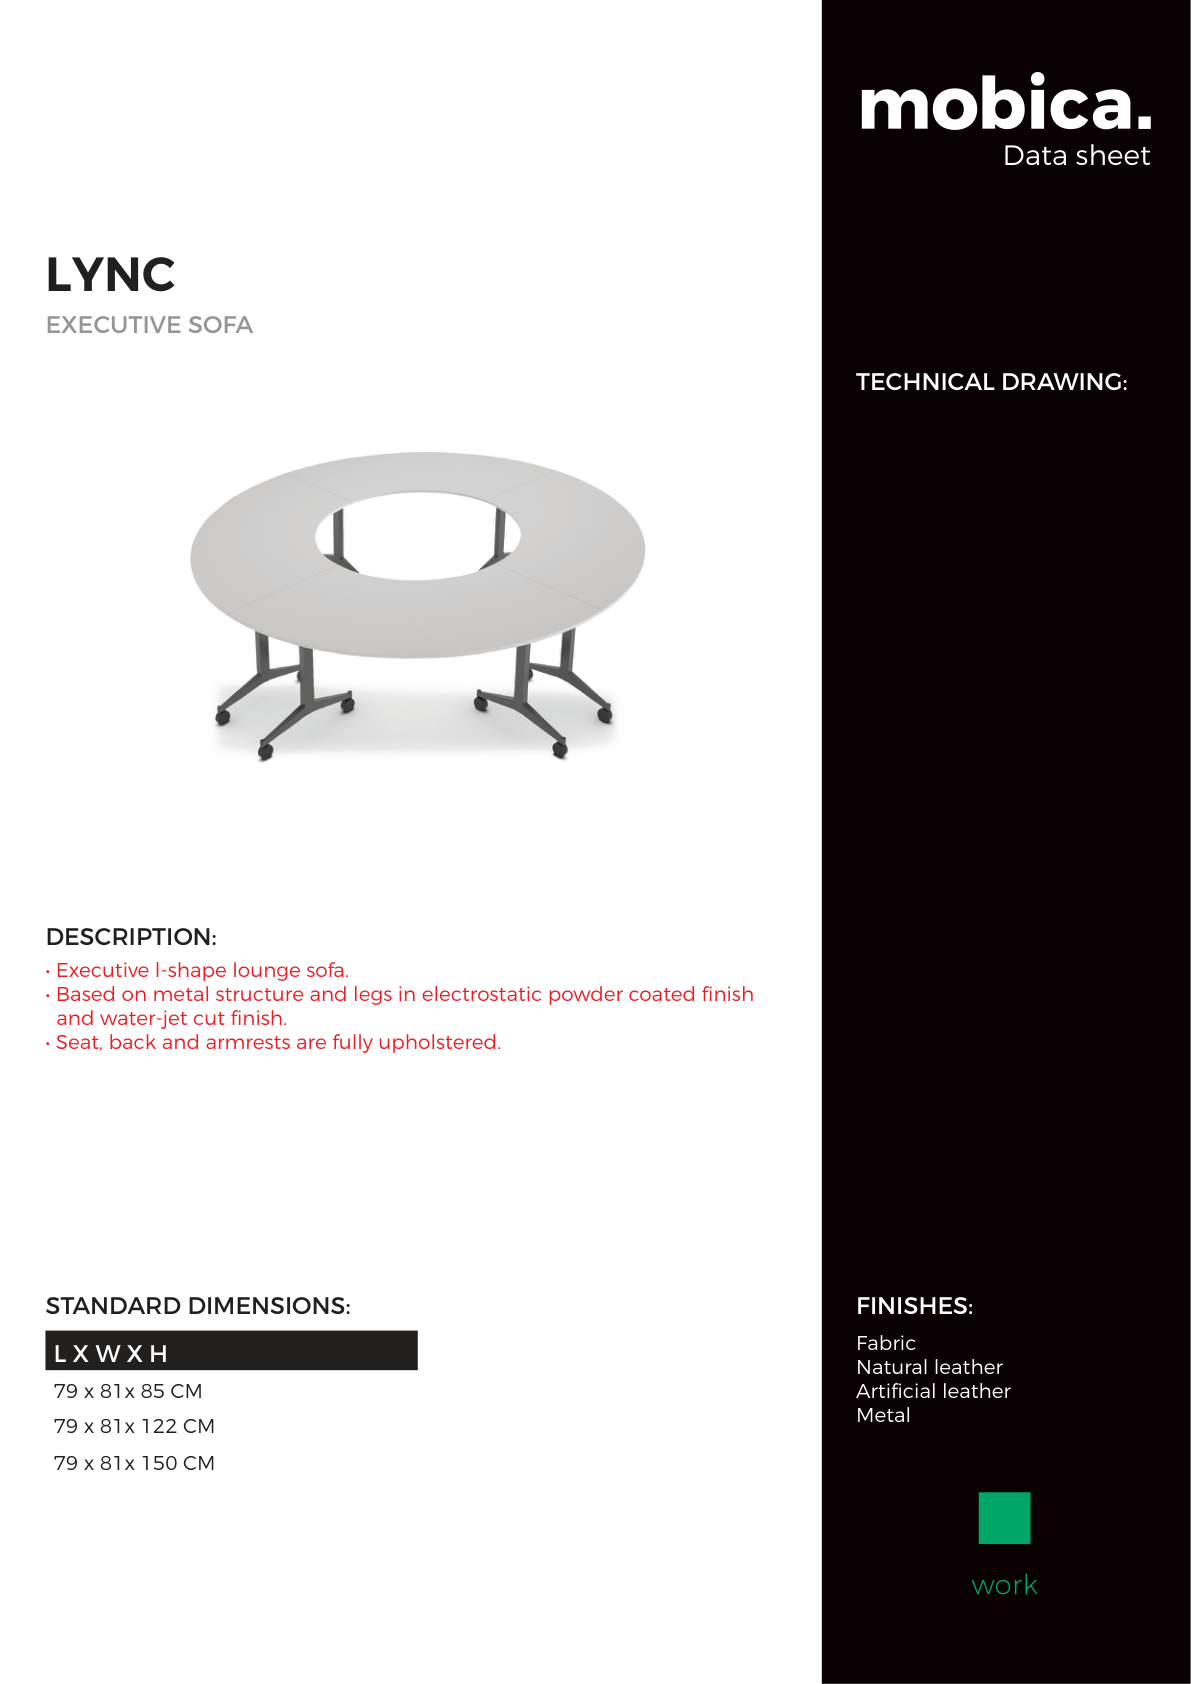 mobica.
Data sheet
LYNC
EXECUTIVE SOFA
TECHNICAL DRAWING:
DESCRIPTION:
• Executive l-shape lounge sofa.
• Based on metal structure and legs in electrostatic powder coated finish
and water-jet cut finish.
• Seat, back and armrests are fully upholstered.
STANDARD DIMENSIONS:
L X W X H
79 x 81x 85 CM
79 x 81x 122 CM
79 x 81x 150 CM
FINISHES:
Fabric
Natural leather
Artificial leather
Metal
work